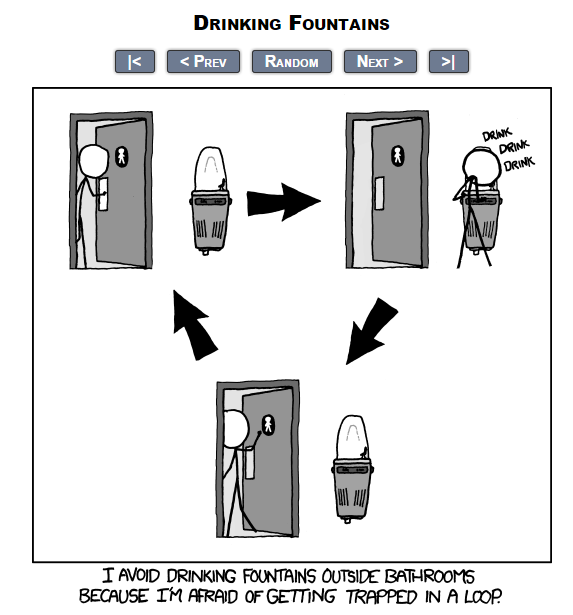 Drinking Fountains
|<
< Prev
Random
Next >
>|
DRINK
DRINK
DRINK
I AVOID DRINKING FOUNTAINS OUTSIDE BATHROOMS
BECAUSE I'M AFRAID OF GETTING TRAPPED IN A LOOP.